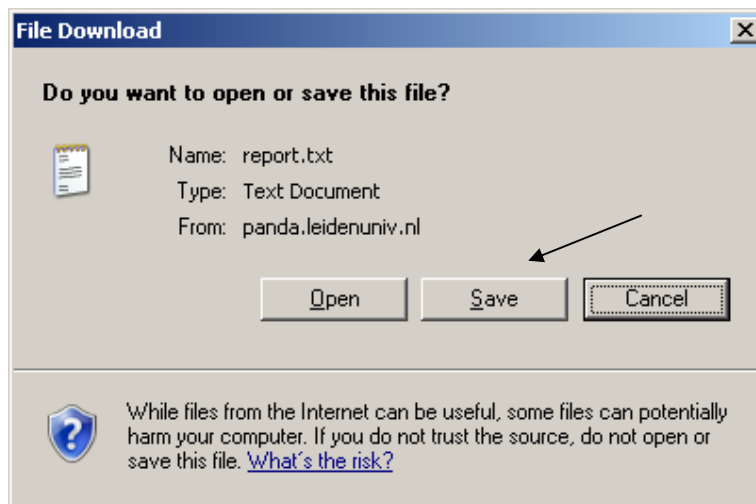 File Download
Do you want to open or save this file?
Name: report.txt
Type: Text Document
From: panda.leidenuniv.nl
Open Save Cancel
While files from the Internet can be useful, some files can potentially
harm your computer. If you do not trust the source, do not open or
save this file. What's the risk?